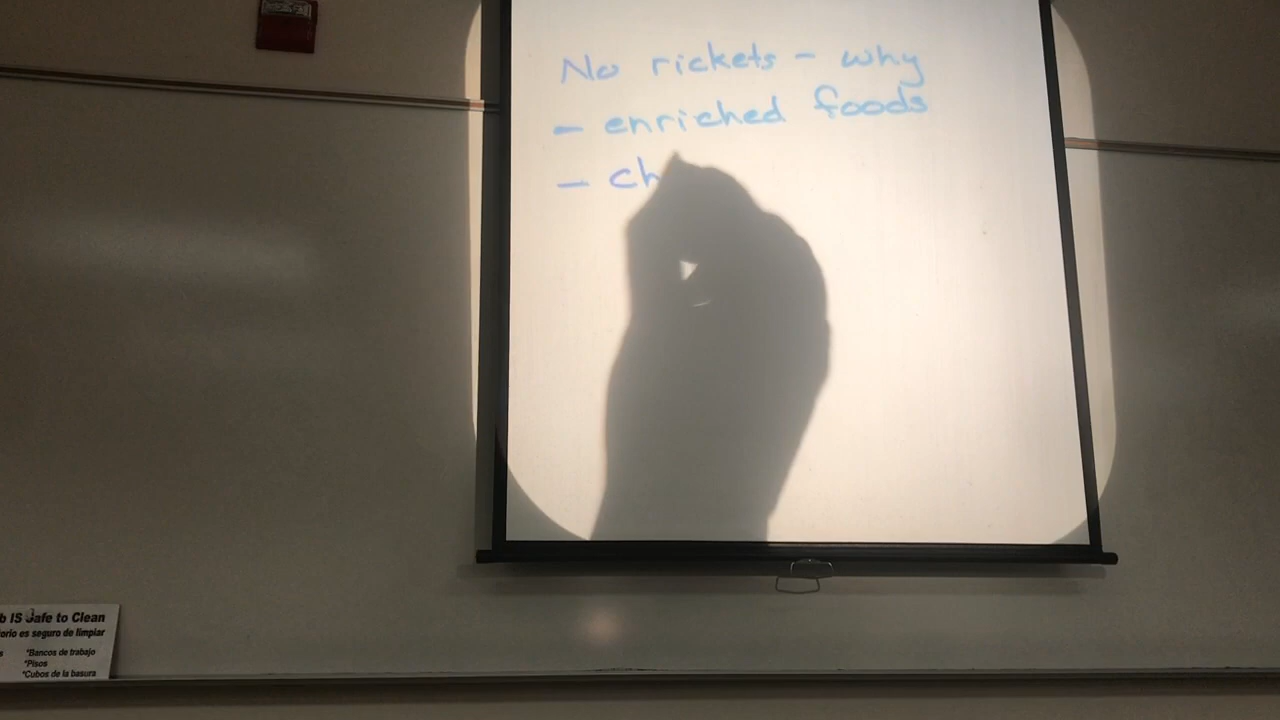 No rickets - why
- enriched foods
- ch
b IS Safe to Clean
orio es seguro de limpiar
s *Bancos de trabajo
*Pisos
*Cubos de la basura